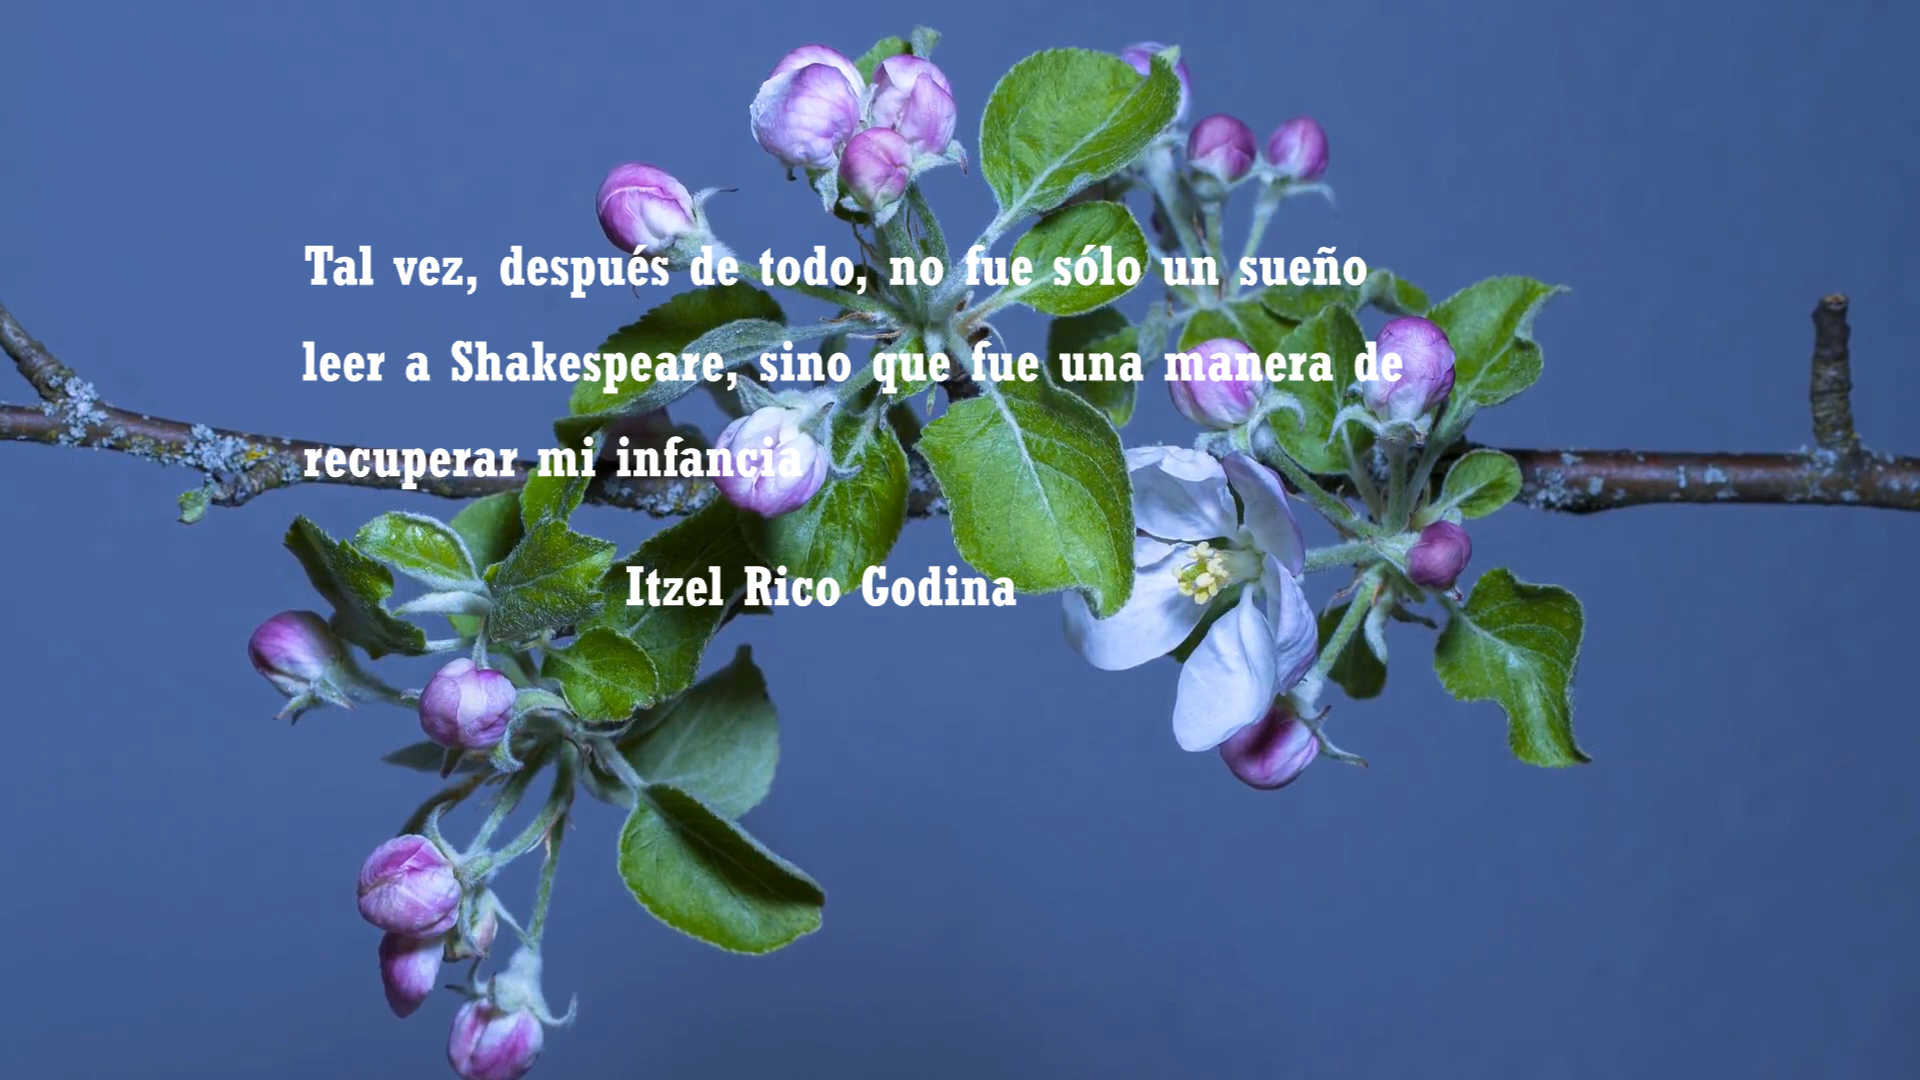 Tal vez, después de todo, no fue sólo un sueño
leer a Shakespeare, sino que fue una manera de
recuperar mi infancia
Itzel Rico Godina